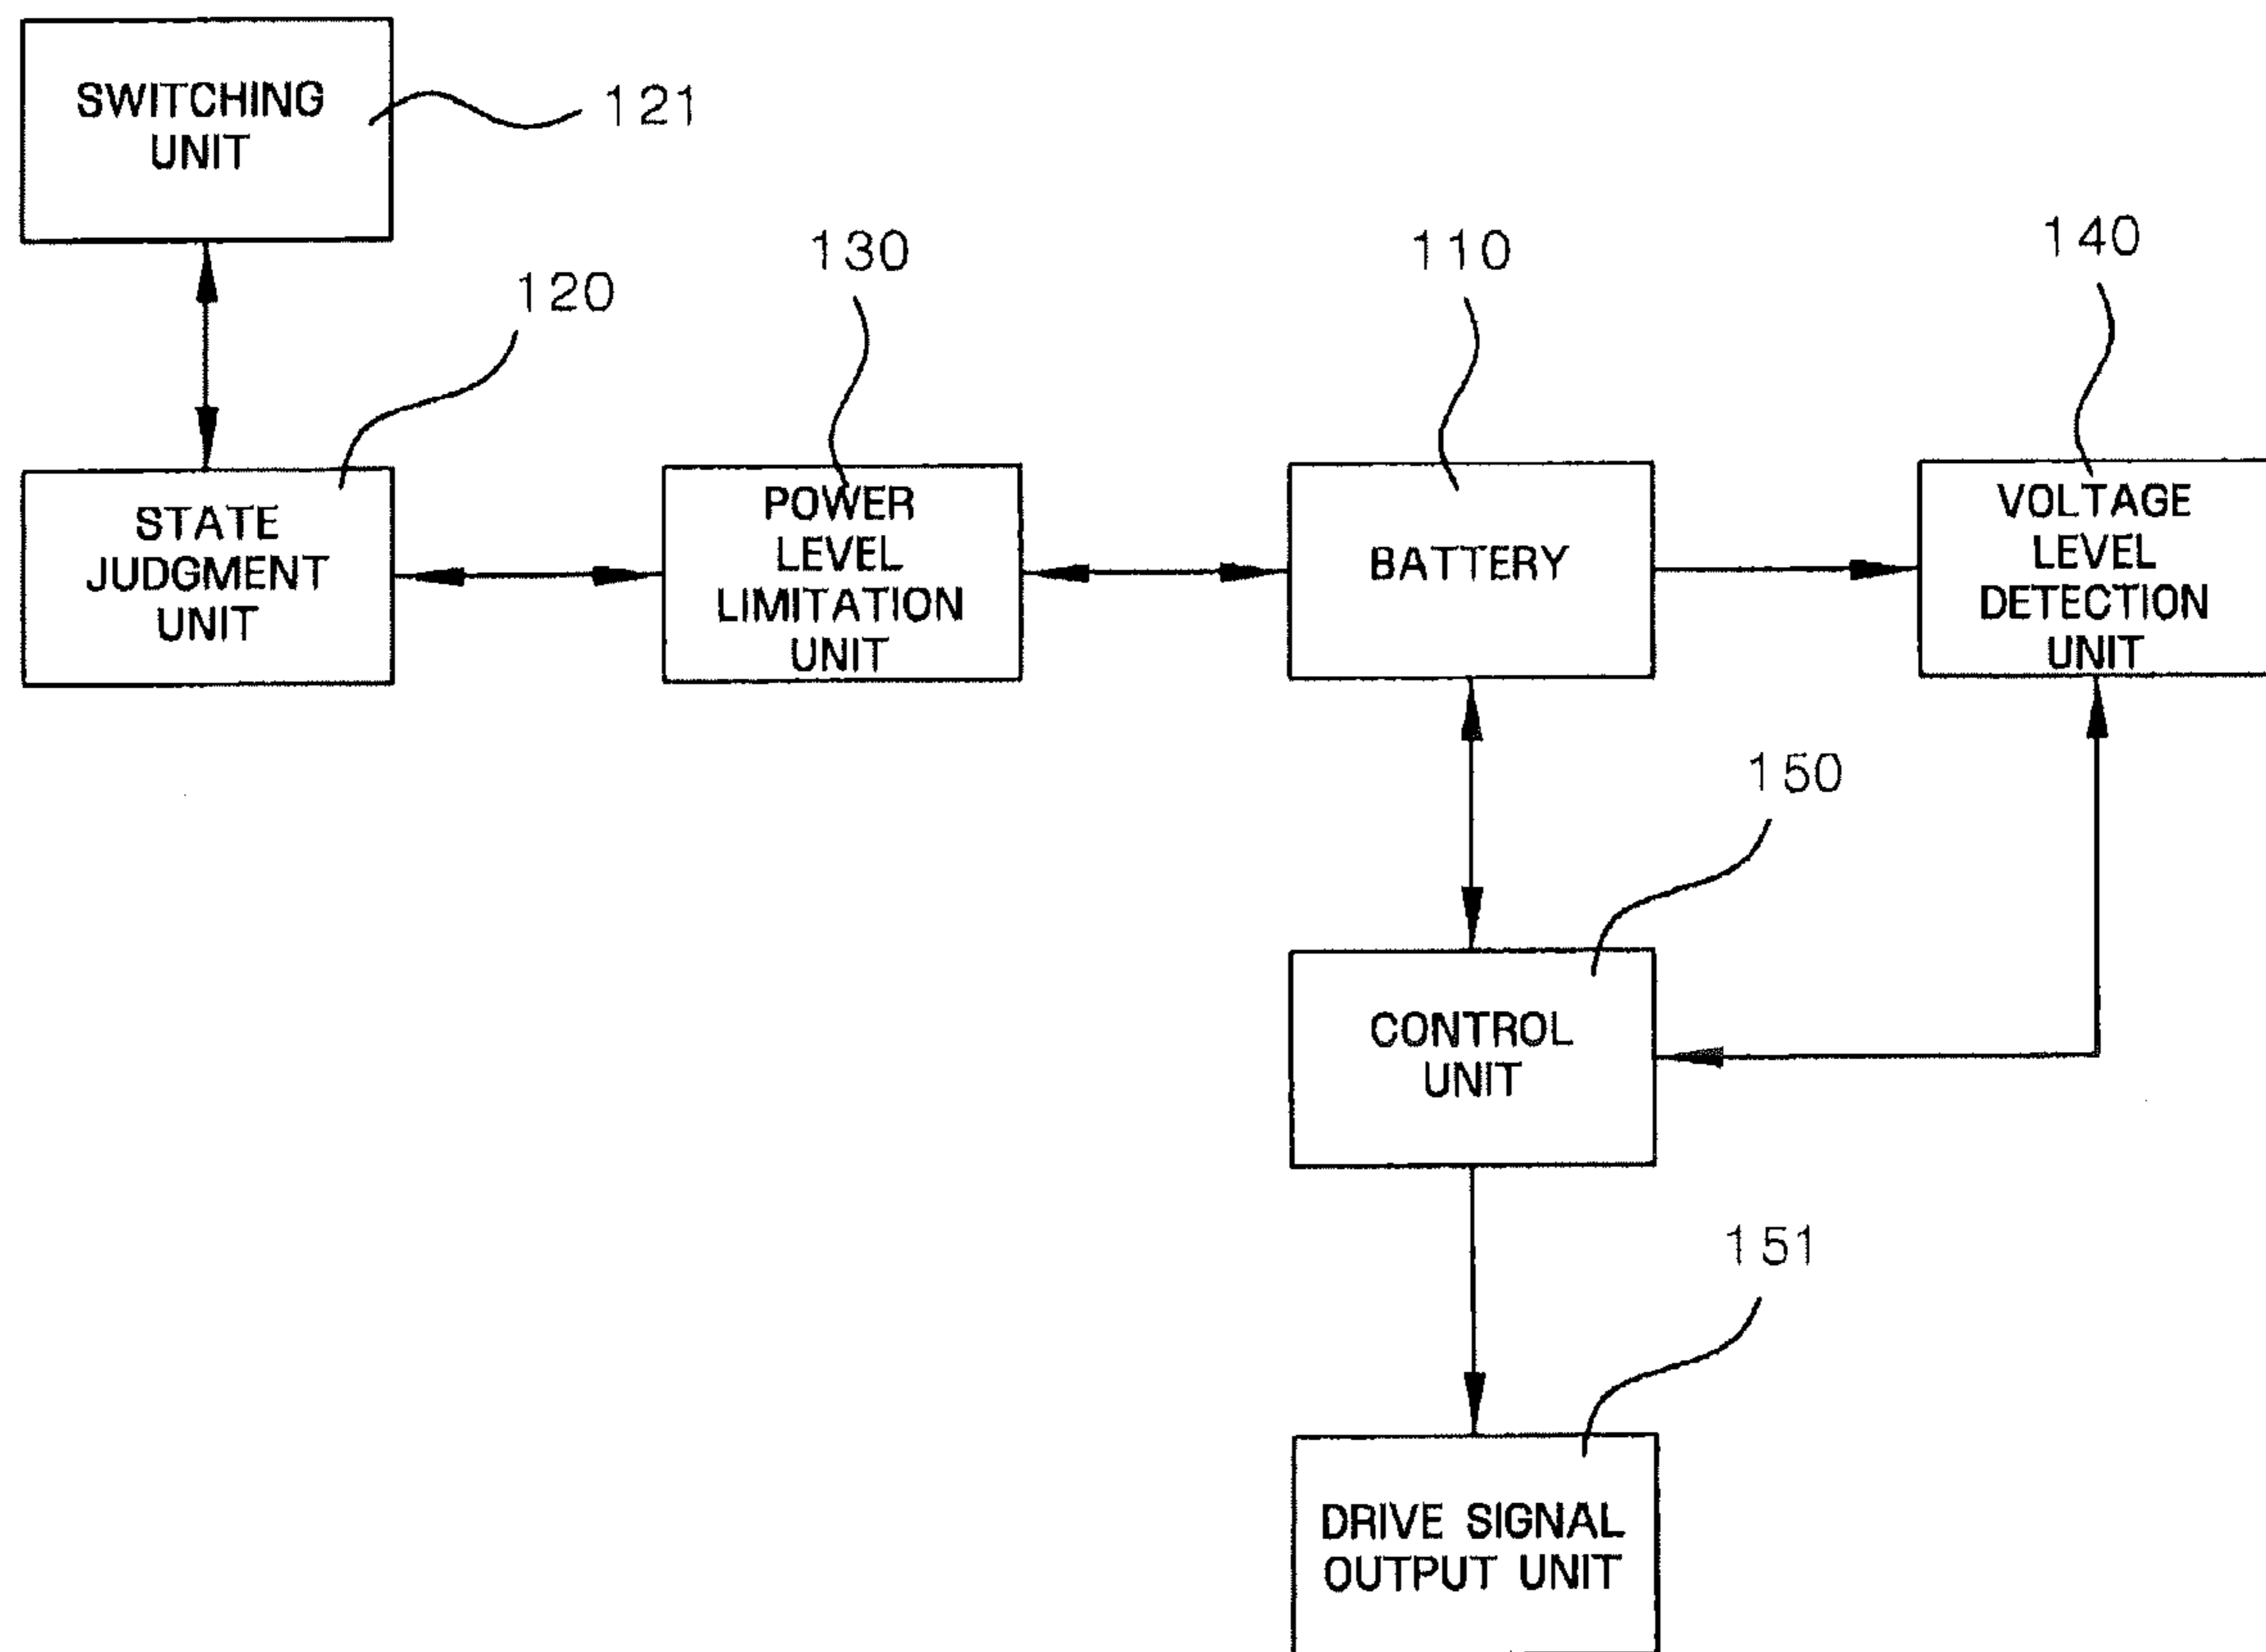 SWITCHING
UNIT
121
120
130
110
140
STATE
JUDGMENT
UNIT
POWER
LEVEL
LIMITATION
UNIT
BATTERY
VOLTAGE
LEVEL
DETECTION
UNIT
150
CONTROL
UNIT
151
DRIVE SIGNAL
OUTPUT UNIT